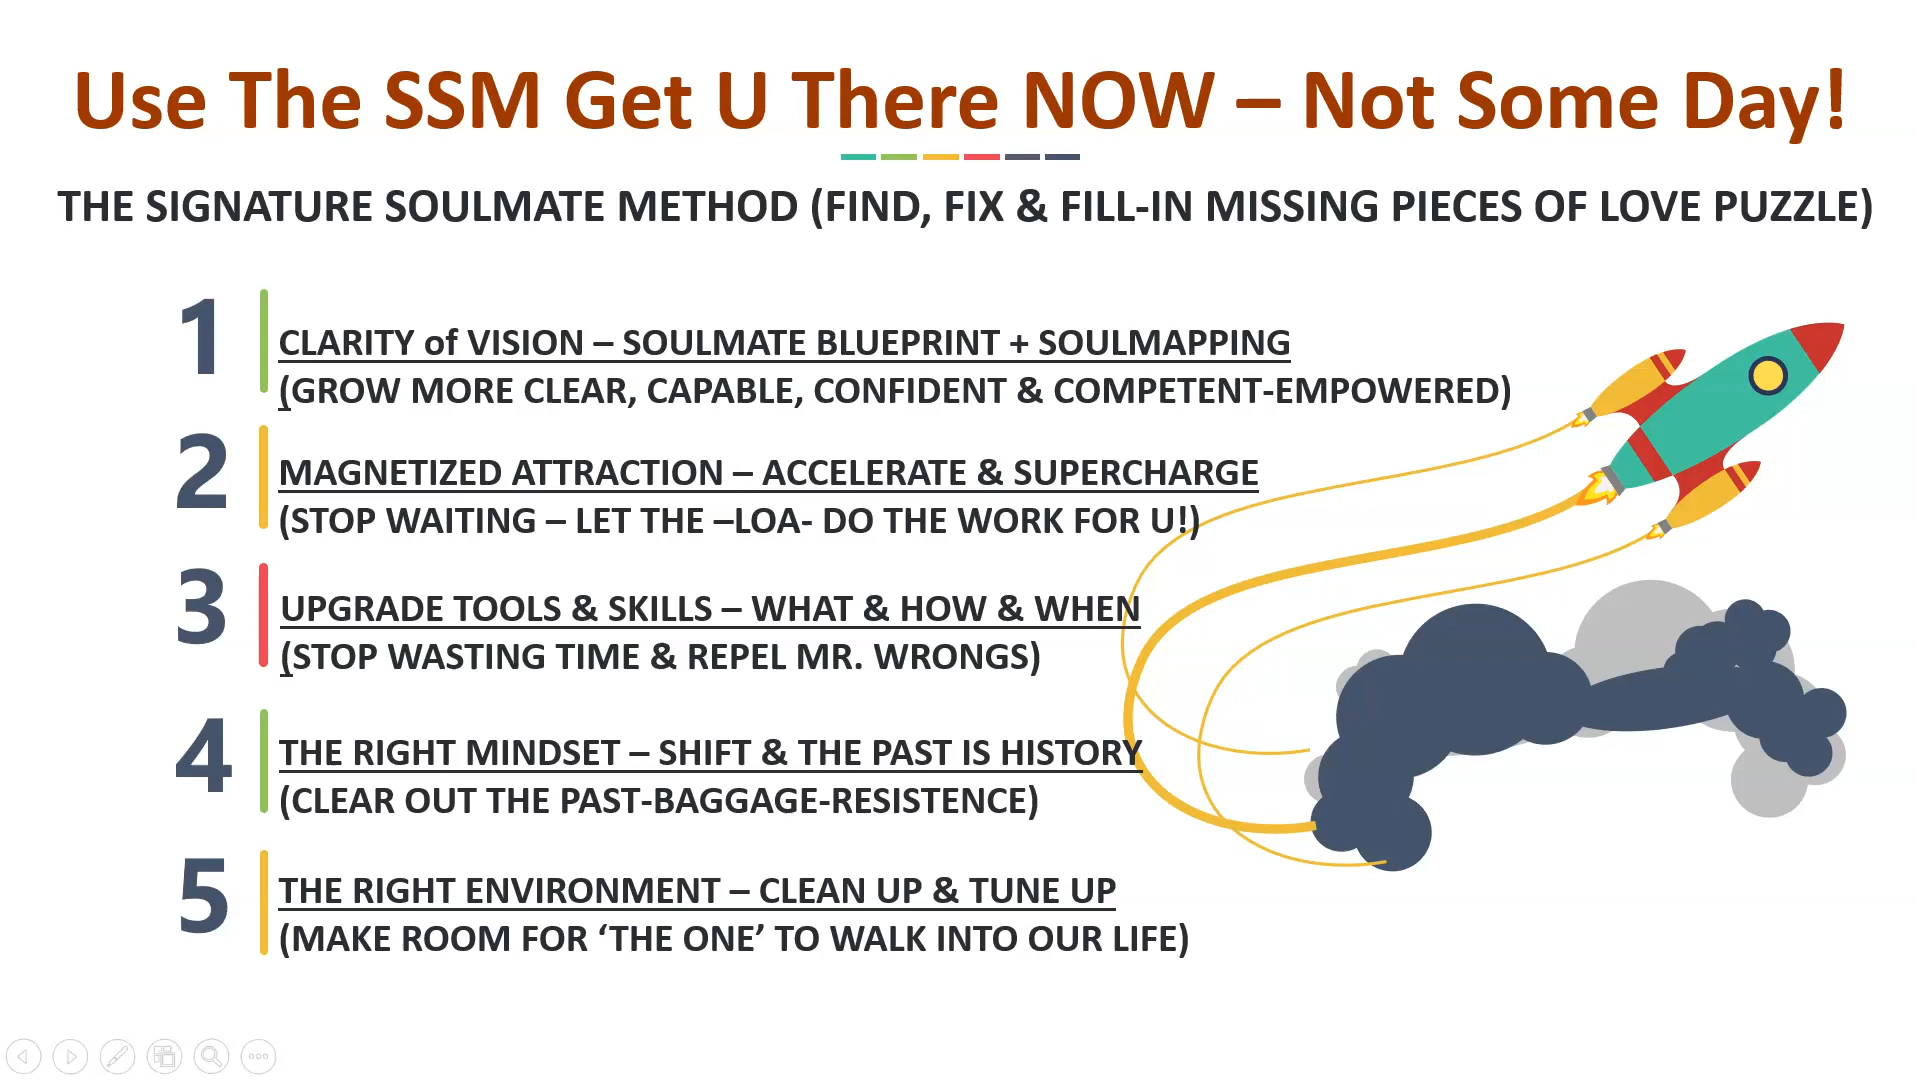 Use The SSM Get U There NOW – Not Some Day!
THE SIGNATURE SOULMATE METHOD (FIND, FIX & FILL-IN MISSING PIECES OF LOVE PUZZLE)
1
CLARITY of VISION – SOULMATE BLUEPRINT + SOULMAPPING
(GROW MORE CLEAR, CAPABLE, CONFIDENT & COMPETENT-EMPOWERED)
2
MAGNETIZED ATTRACTION – ACCELERATE & SUPERCHARGE
(STOP WAITING – LET THE –LOA- DO THE WORK FOR U!)
3
UPGRADE TOOLS & SKILLS – WHAT & HOW & WHEN
(STOP WASTING TIME & REPEL MR. WRONGS)
4
THE RIGHT MINDSET – SHIFT & THE PAST IS HISTORY
(CLEAR OUT THE PAST-BAGGAGE-RESISTENCE)
5
THE RIGHT ENVIRONMENT – CLEAN UP & TUNE UP
(MAKE ROOM FOR ‘THE ONE’ TO WALK INTO OUR LIFE)